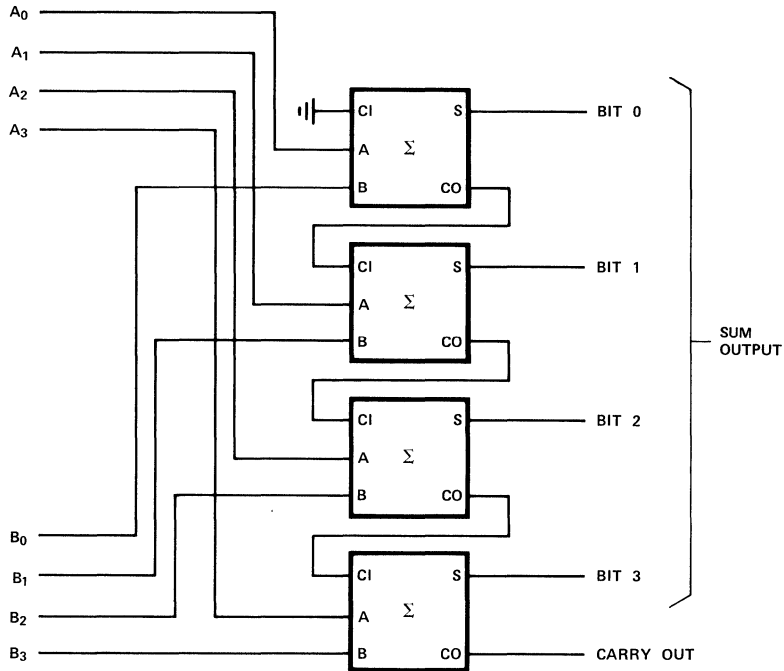 A0
A1
A2
A3
CI S BIT 0
A Σ
B CO
CI S BIT 1
A Σ
B CO
SUM
OUTPUT
CI S BIT 2
A Σ
B CO
B0
B1
B2
B3
CI S BIT 3
A Σ
B CO CARRY OUT